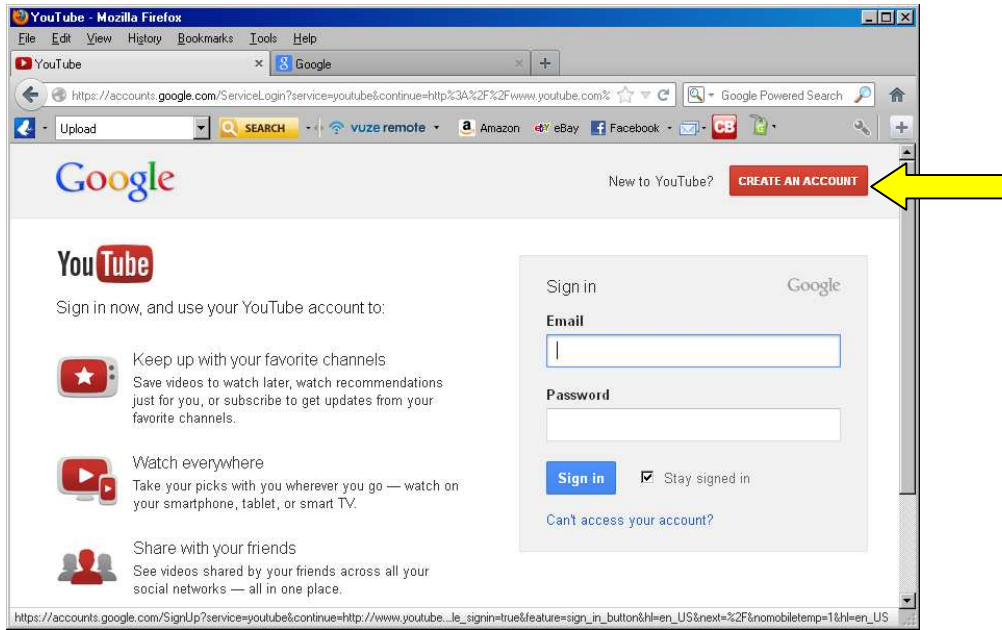 YouTube - Mozilla Firefox
File Edit View History Bookmarks Tools Help
YouTube × Google × +
https://accounts.google.com/ServiceLogin?service=youtube&continue=http%3A%2F%2Fwww.youtube.com% Google Powered Search
Upload SEARCH vuze remote a Amazon ebY eBay Facebook CB +
Google
New to YouTube? CREATE AN ACCOUNT
YouTube
Sign in now, and use your YouTube account to:
Keep up with your favorite channels
Save videos to watch later, watch recommendations
just for you, or subscribe to get updates from your
favorite channels.
Watch everywhere
Take your picks with you wherever you go — watch on
your smartphone, tablet, or smart TV.
Share with your friends
See videos shared by your friends across all your
social networks — all in one place.
Sign in Google
Email
Password
Sign in Stay signed in
Can't access your account?
https://accounts.google.com/SignUp?service=youtube&continue=http://www.youtube...le_signin=true&feature=sign_in_button&hl=en_US&next=%2F&nomobiletemp=1&hl=en_US